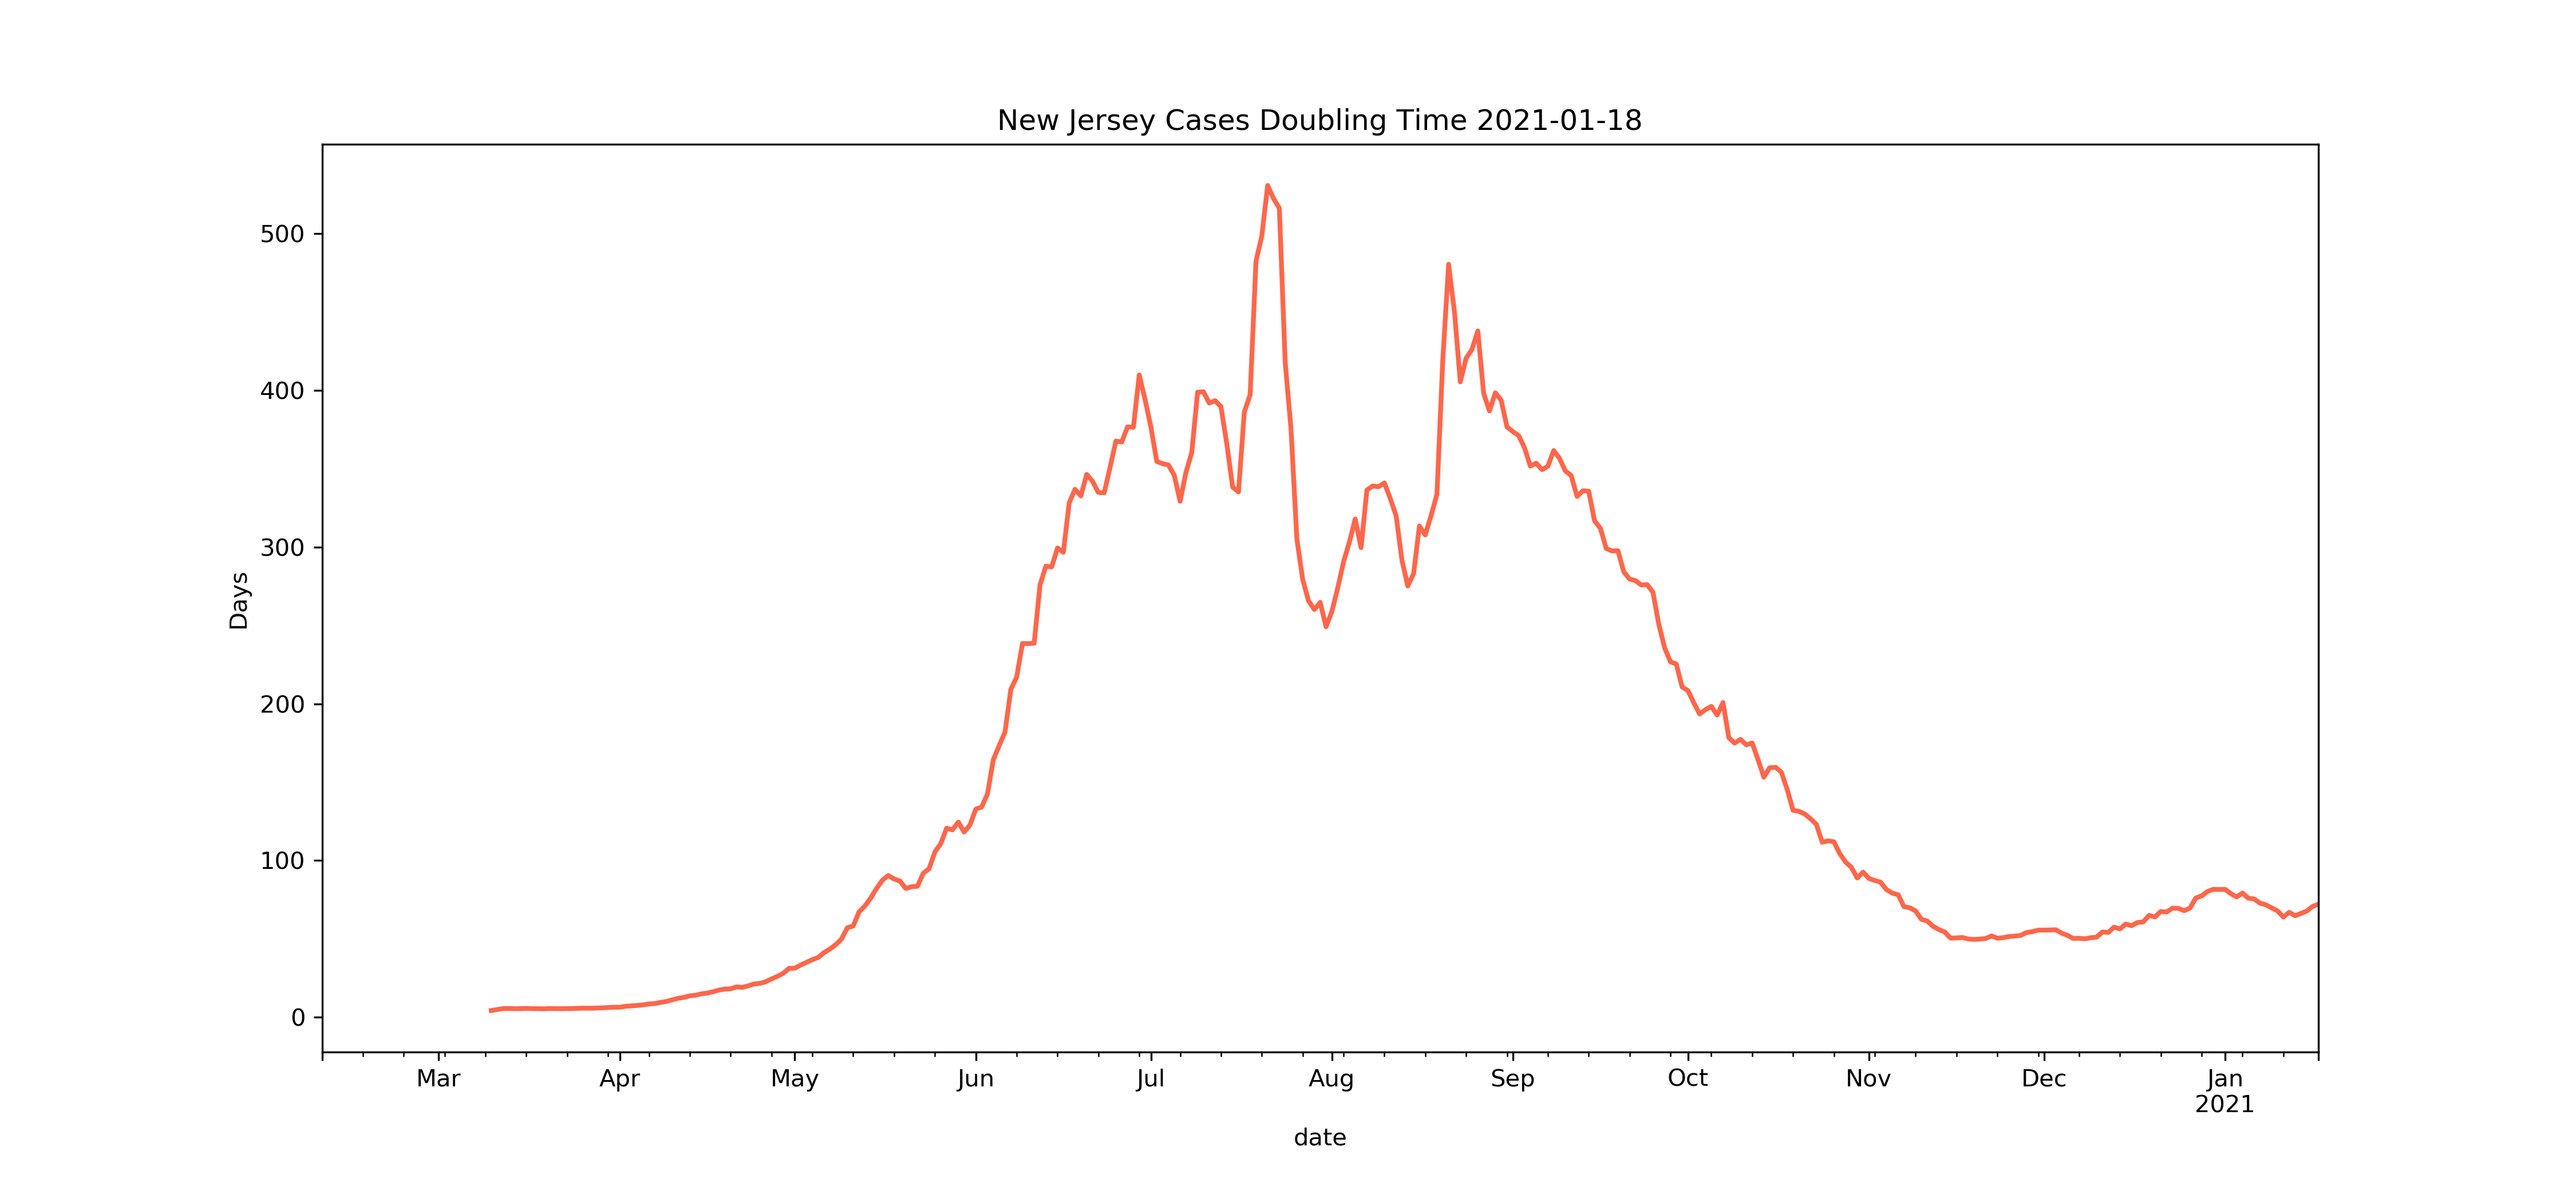 New Jersey Cases Doubling Time 2021-01-18
500
400
300
200
100
0
Days
Mar Apr May Jun Jul Aug Sep Oct Nov Dec Jan
2021
date